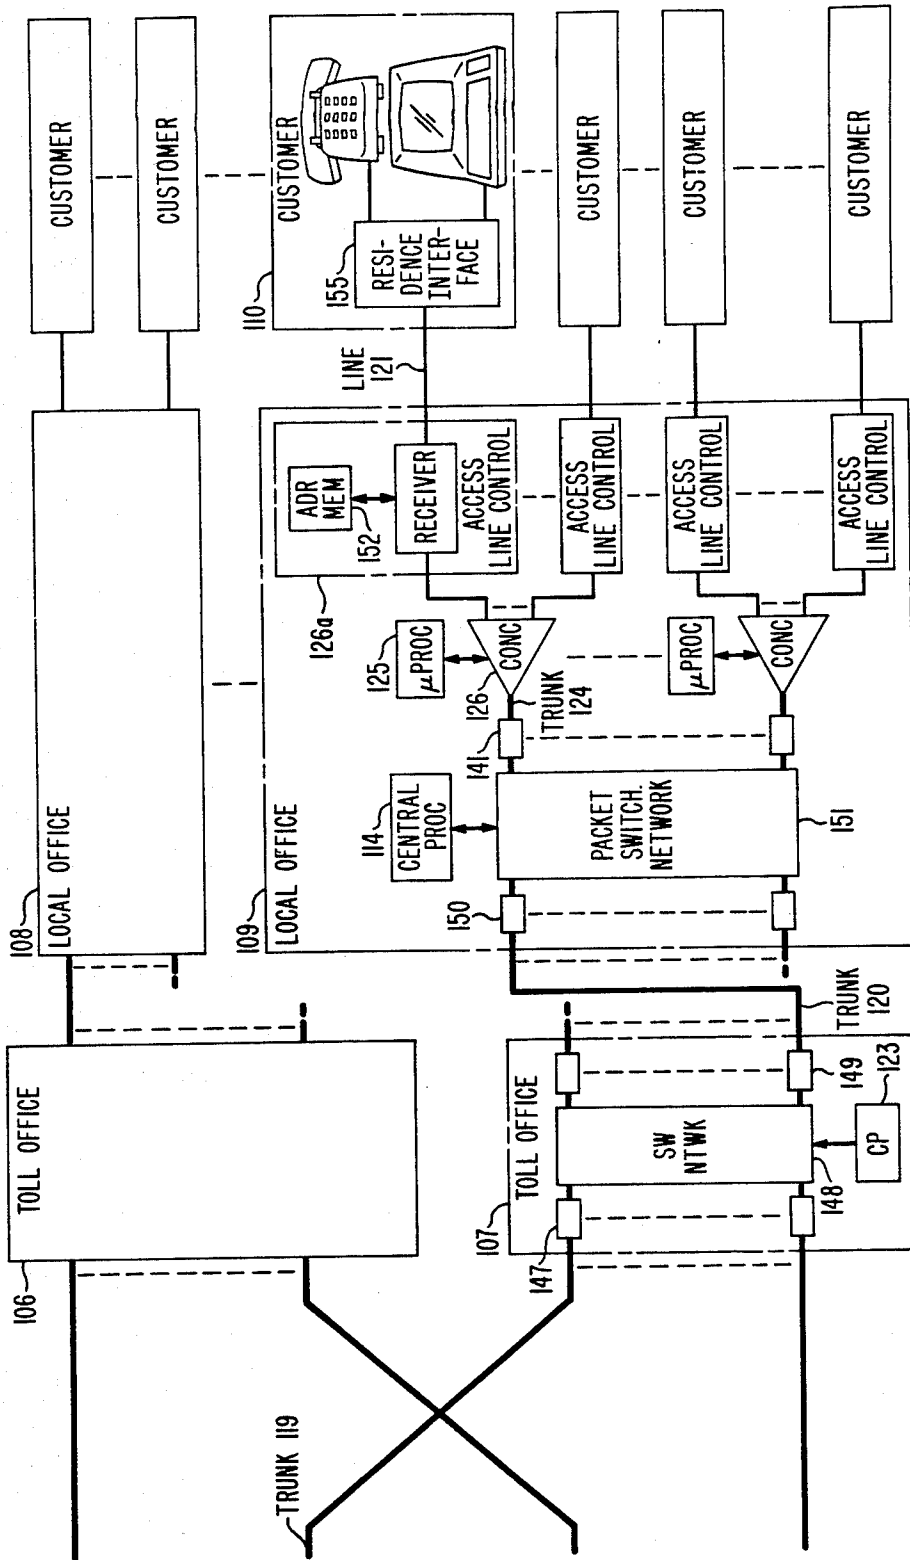 TRUNK 119
106
TOLL OFFICE
108
LOCAL OFFICE
CUSTOMER
CUSTOMER
107
TOLL OFFICE
147
SW
NTWK
148
CP
123
149
TRUNK
120
109
LOCAL OFFICE
150
114
CENTRAL
PROC
PACKET
SWITCH.
NETWORK
151
141
TRUNK
124
125
μPROC
126
CONC
μPROC
CONC
126a
ADR
MEM
152
RECEIVER
ACCESS
LINE CONTROL
ACCESS
LINE CONTROL
ACCESS
LINE CONTROL
ACCESS
LINE CONTROL
LINE
121
110
CUSTOMER
155
RESI-
DENCE
INTER-
FACE
CUSTOMER
CUSTOMER
CUSTOMER